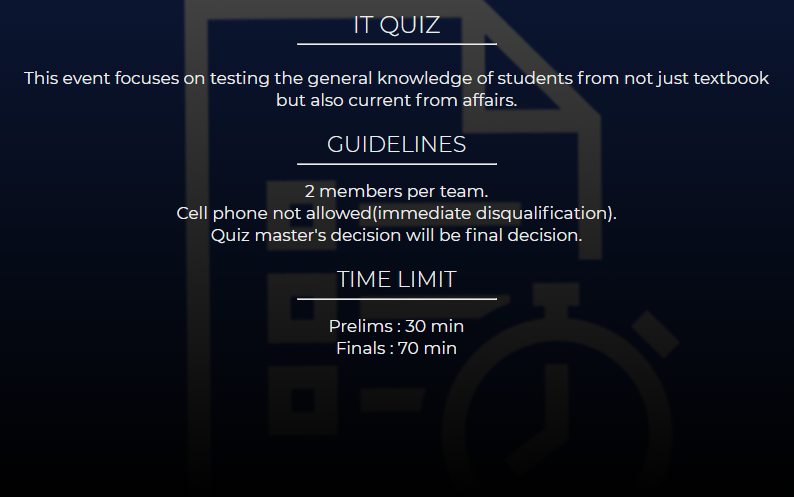 IT QUIZ
This event focuses on testing the general knowledge of students from not just textbook
but also current from affairs.
GUIDELINES
2 members per team.
Cell phone not allowed(immediate disqualification).
Quiz master's decision will be final decision.
TIME LIMIT
Prelims : 30 min
Finals : 70 min